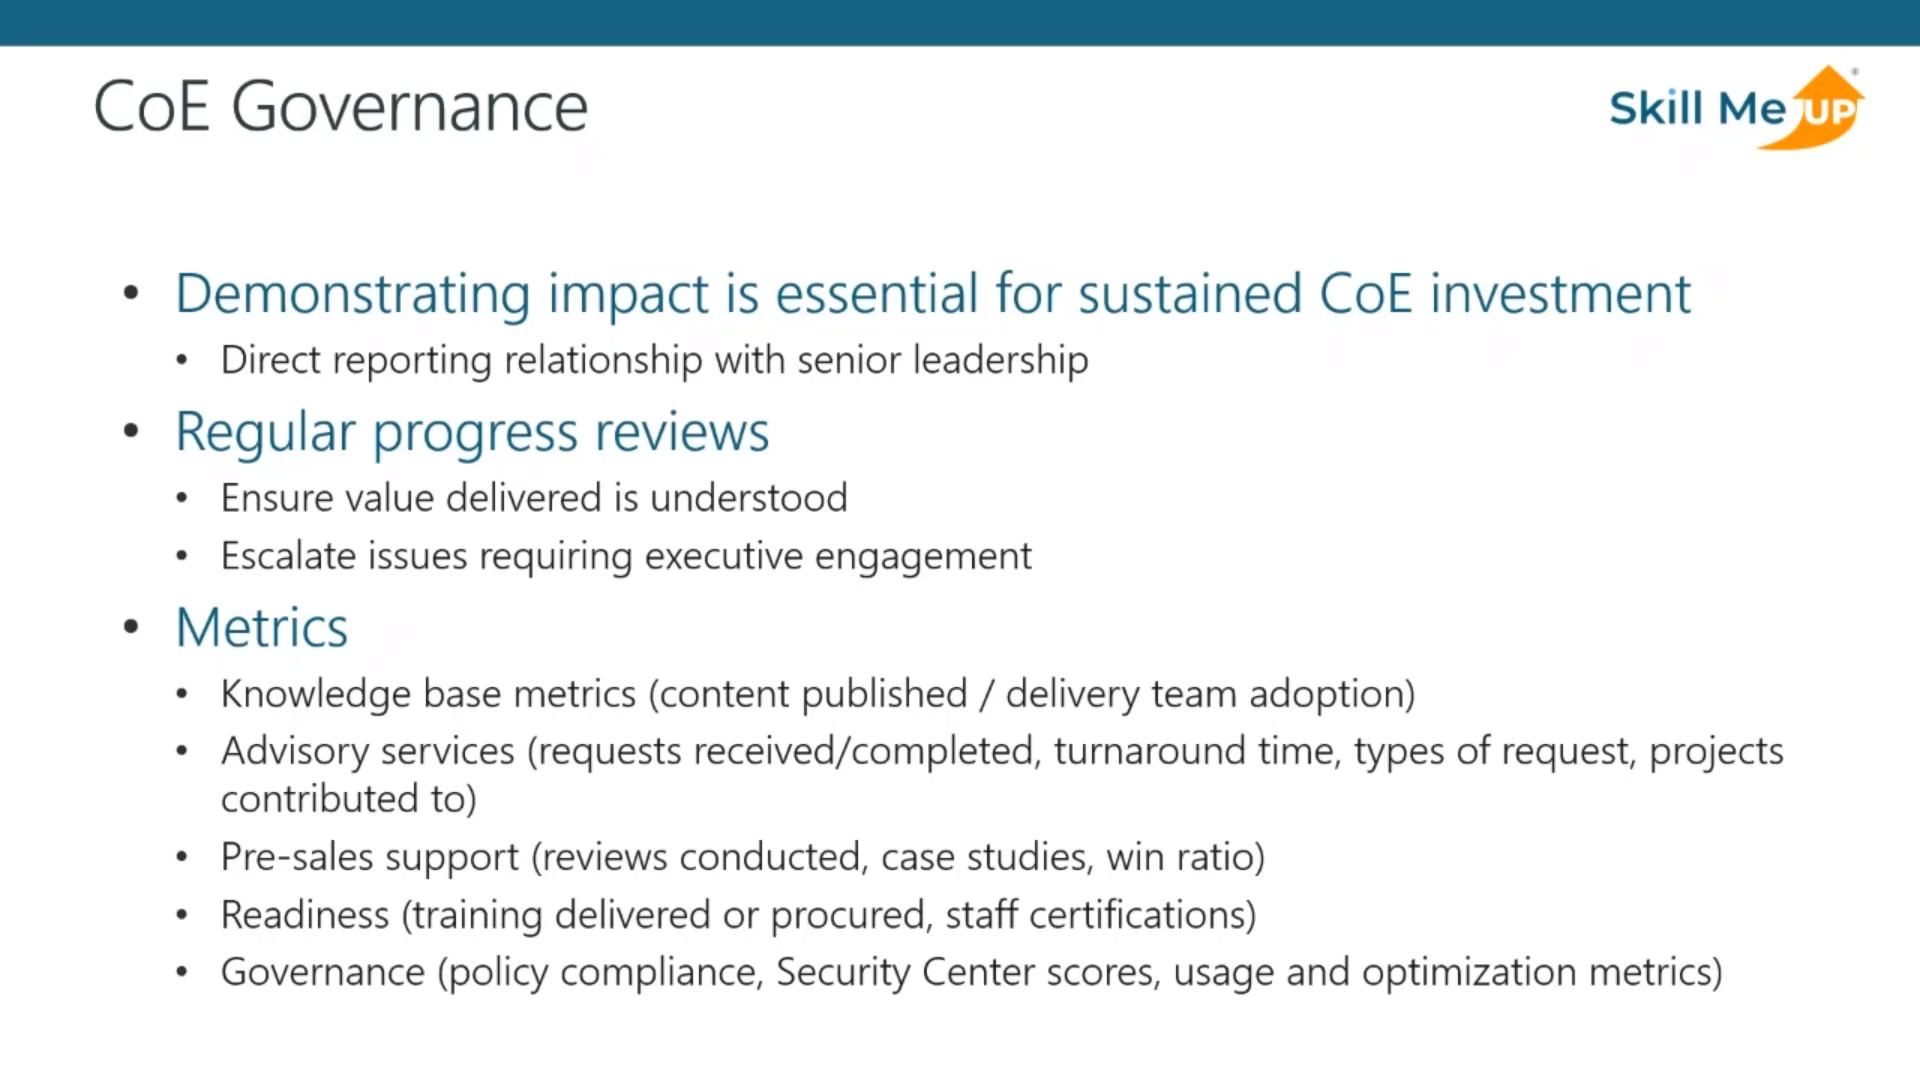 CoE Governance
Skill Me UP®
• Demonstrating impact is essential for sustained CoE investment
• Direct reporting relationship with senior leadership
• Regular progress reviews
• Ensure value delivered is understood
• Escalate issues requiring executive engagement
• Metrics
• Knowledge base metrics (content published / delivery team adoption)
• Advisory services (requests received/completed, turnaround time, types of request, projects
contributed to)
• Pre-sales support (reviews conducted, case studies, win ratio)
• Readiness (training delivered or procured, staff certifications)
• Governance (policy compliance, Security Center scores, usage and optimization metrics)